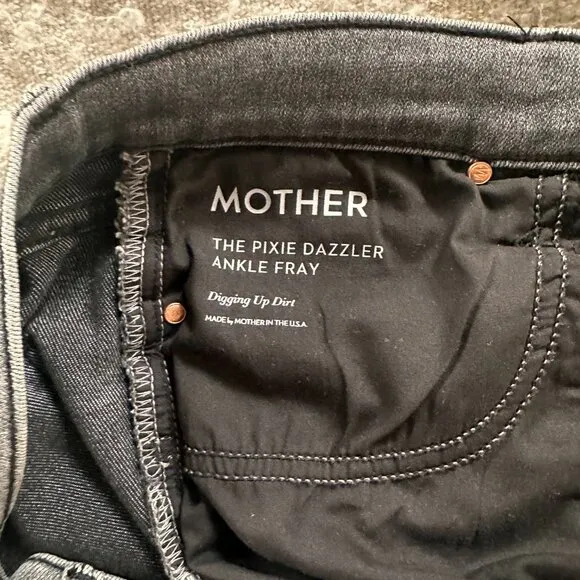 MOTHER
THE PIXIE DAZZLER
ANKLE FRAY
Digging Up Dirt
MADE by MOTHER IN THE U.S.A.